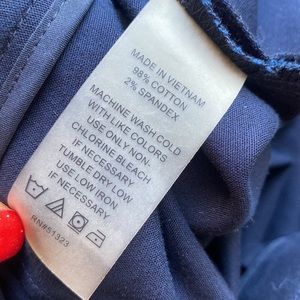 MADE IN VIETNAM
98% COTTON
2% SPANDEX
MACHINE WASH COLD
WITH LIKE COLORS
USE ONLY NON-
CHLORINE BLEACH
IF NECESSARY
TUMBLE DRY LOW
USE LOW IRON
IF NECESSARY
RN#51323